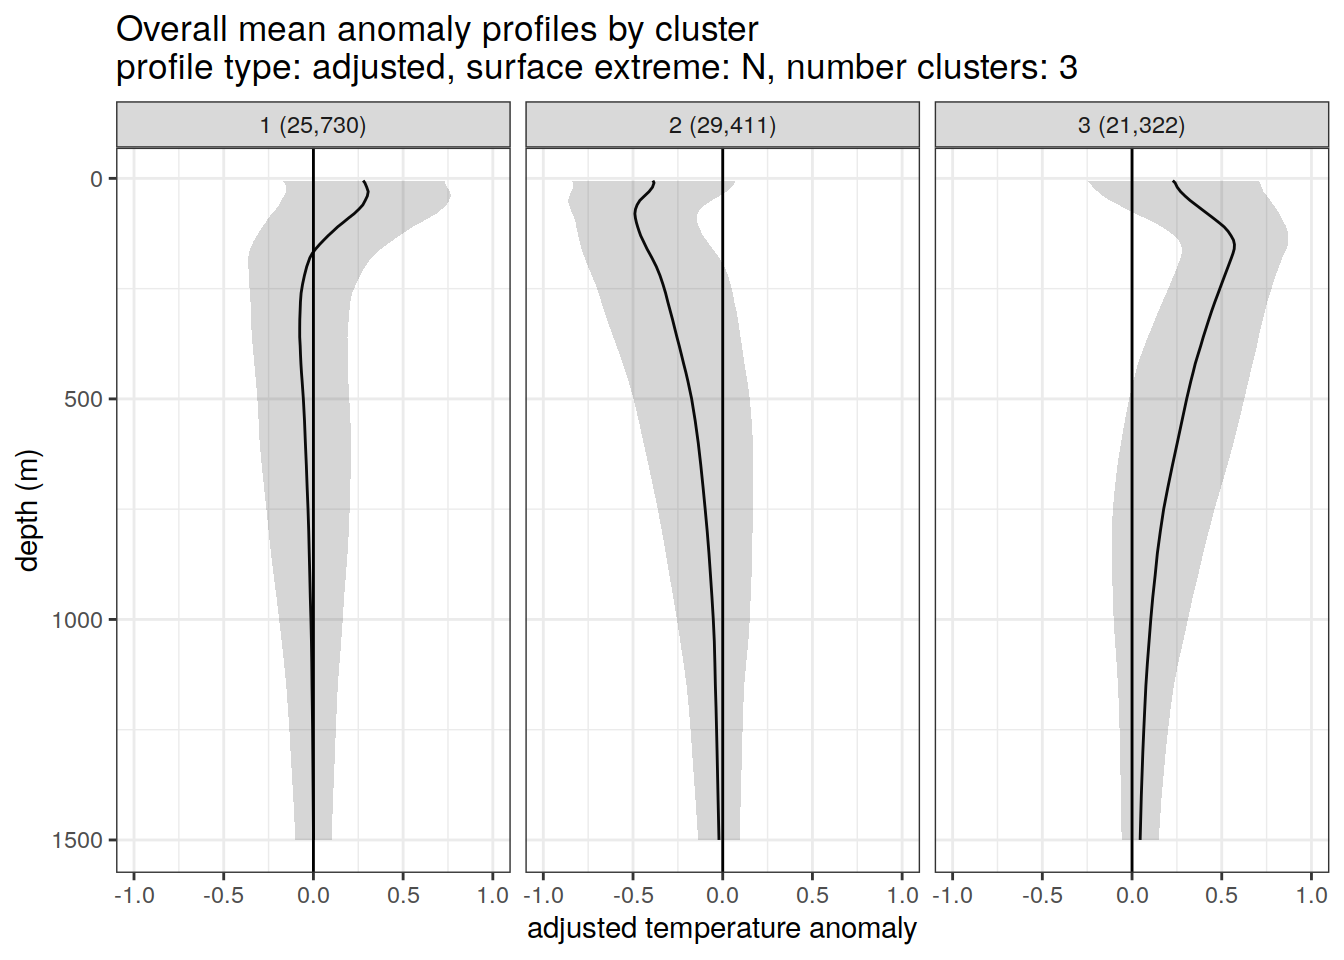 Overall mean anomaly profiles by cluster
profile type: adjusted, surface extreme: N, number clusters: 3
1 (25,730)
2 (29,411)
3 (21,322)
depth (m)
0
500
1000
1500
-1.0 -0.5 0.0 0.5 1.0
-1.0 -0.5 0.0 0.5 1.0
-1.0 -0.5 0.0 0.5 1.0
adjusted temperature anomaly